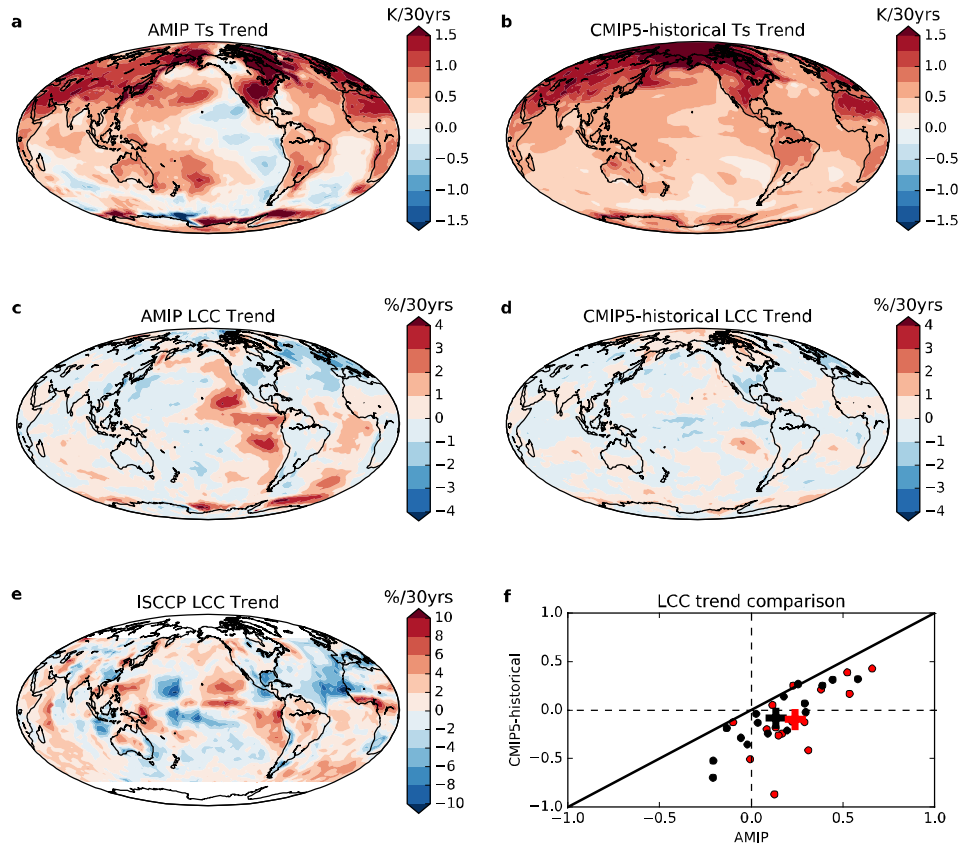 a
AMIP Ts Trend
K/30yrs
1.5
1.0
0.5
0.0
−0.5
−1.0
−1.5
b
CMIP5-historical Ts Trend
K/30yrs
1.5
1.0
0.5
0.0
−0.5
−1.0
−1.5
c
AMIP LCC Trend
%/30yrs
4
3
2
1
0
−1
−2
−3
−4
d
CMIP5-historical LCC Trend
%/30yrs
4
3
2
1
0
−1
−2
−3
−4
e
ISCCP LCC Trend
%/30yrs
10
8
6
4
2
0
−2
−4
−6
−8
−10
f
LCC trend comparison
CMIP5-historical
1.0
0.5
0.0
−0.5
−1.0
−1.0
−0.5
0.0
0.5
1.0
AMIP